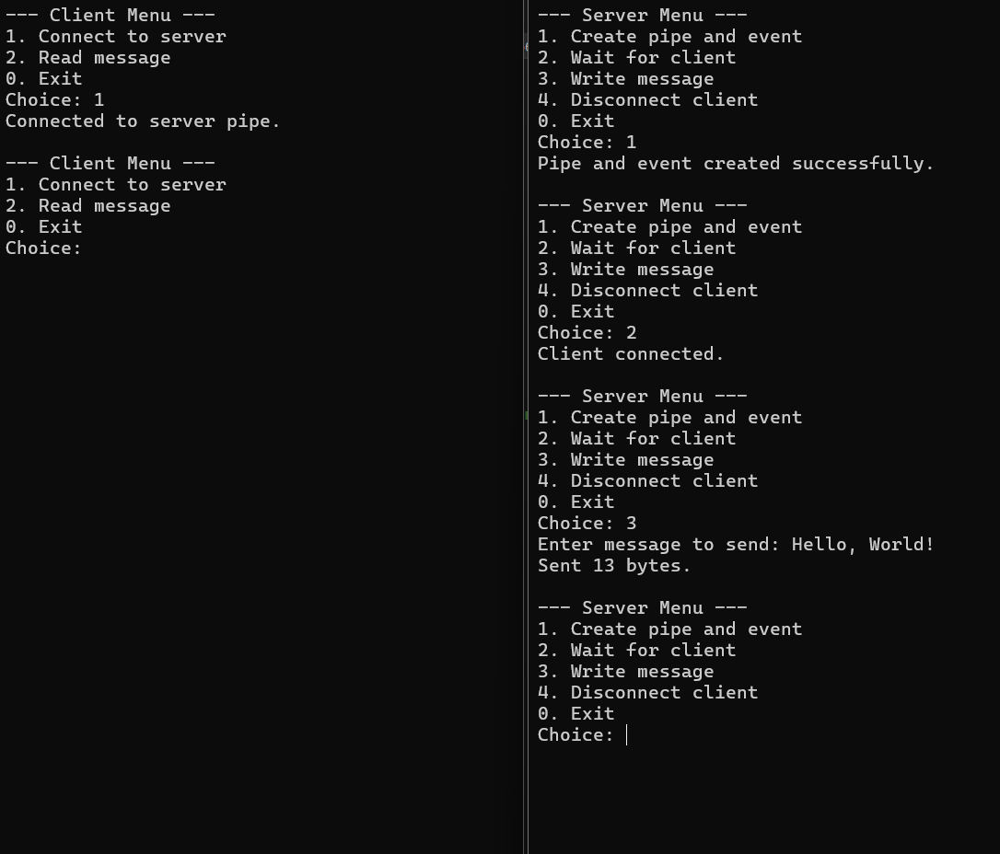 --- Client Menu ---
1. Connect to server
2. Read message
0. Exit
Choice: 1
Connected to server pipe.

--- Client Menu ---
1. Connect to server
2. Read message
0. Exit
Choice:

--- Server Menu ---
1. Create pipe and event
2. Wait for client
3. Write message
4. Disconnect client
0. Exit
Choice: 1
Pipe and event created successfully.

--- Server Menu ---
1. Create pipe and event
2. Wait for client
3. Write message
4. Disconnect client
0. Exit
Choice: 2
Client connected.

--- Server Menu ---
1. Create pipe and event
2. Wait for client
3. Write message
4. Disconnect client
0. Exit
Choice: 3
Enter message to send: Hello, World!
Sent 13 bytes.

--- Server Menu ---
1. Create pipe and event
2. Wait for client
3. Write message
4. Disconnect client
0. Exit
Choice: